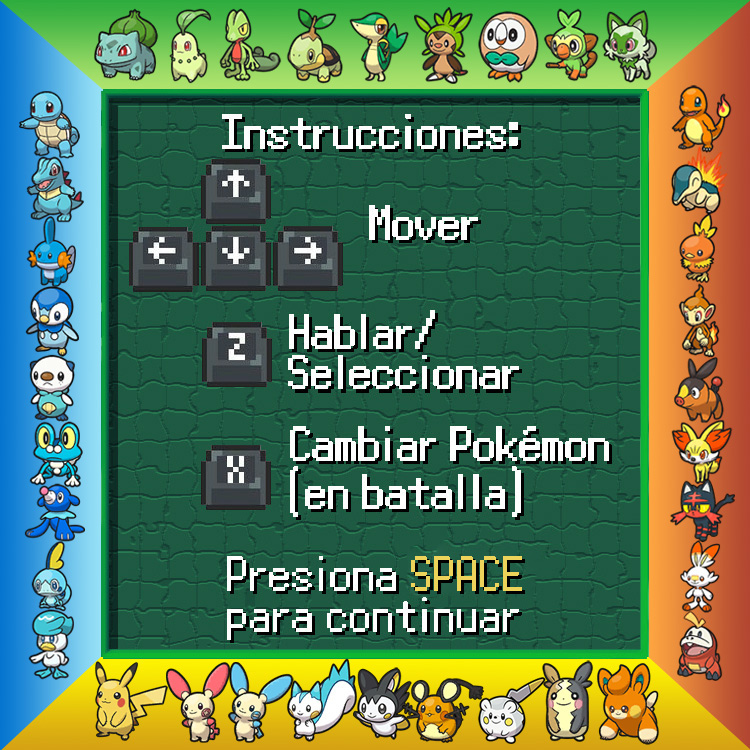 Instrucciones:
↑
← ↓ →
Mover
Z
Hablar/
Seleccionar
X
Cambiar Pokémon
(en batalla)
Presiona SPACE
para continuar